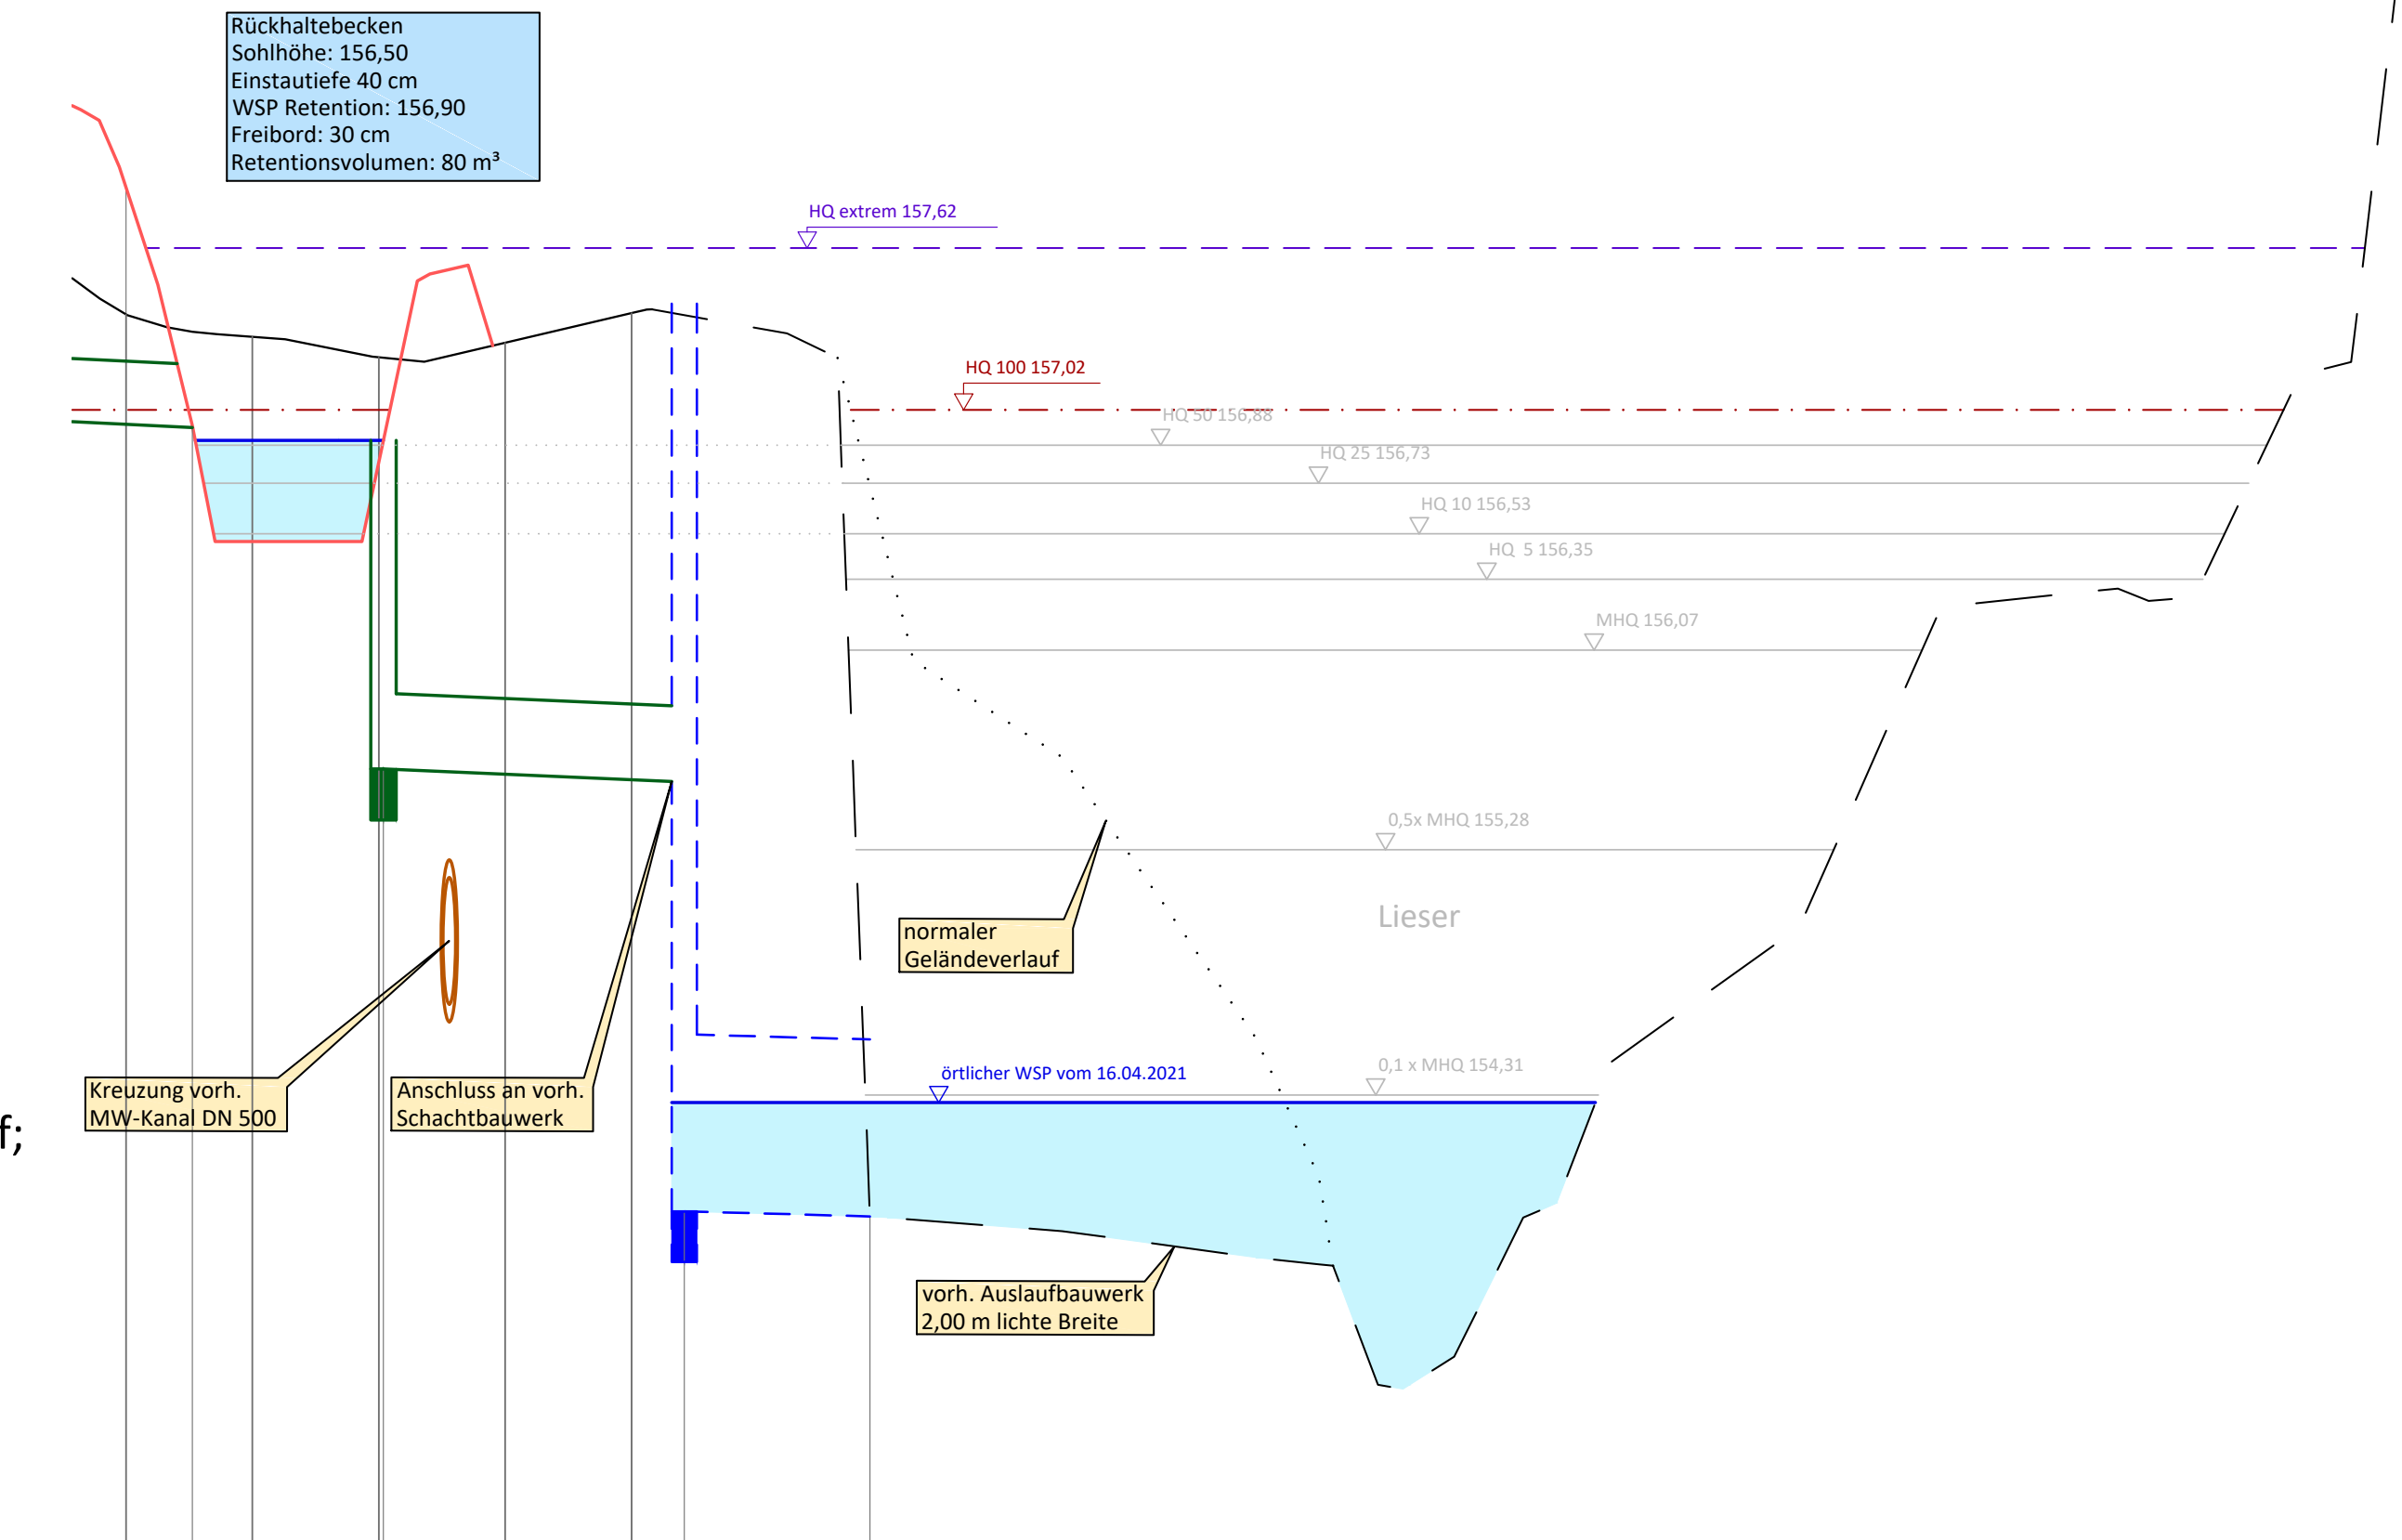 Rückhaltebecken
Sohlhöhe: 156,50
Einstautiefe 40 cm
WSP Retention: 156,90
Freibord: 30 cm
Retentionsvolumen: 80 m³
HQ extrem 157,62
HQ 100 157,02
HQ 50 156,88
HQ 25 156,73
HQ 10 156,53
HQ  5 156,35
MHQ 156,07
0,5x MHQ 155,28
Lieser
normaler
Geländeverlauf
0,1 x MHQ 154,31
örtlicher WSP vom 16.04.2021
Kreuzung vorh.
MW-Kanal DN 500
Anschluss an vorh.
Schachtbauwerk
f;
vorh. Auslaufbauwerk
2,00 m lichte Breite